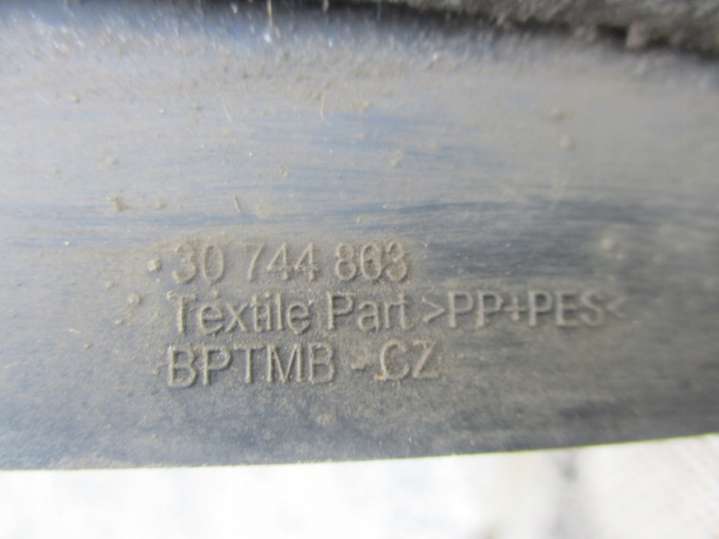 30 744 863
Textile Part >PP+PES<
BPTMB - CZ